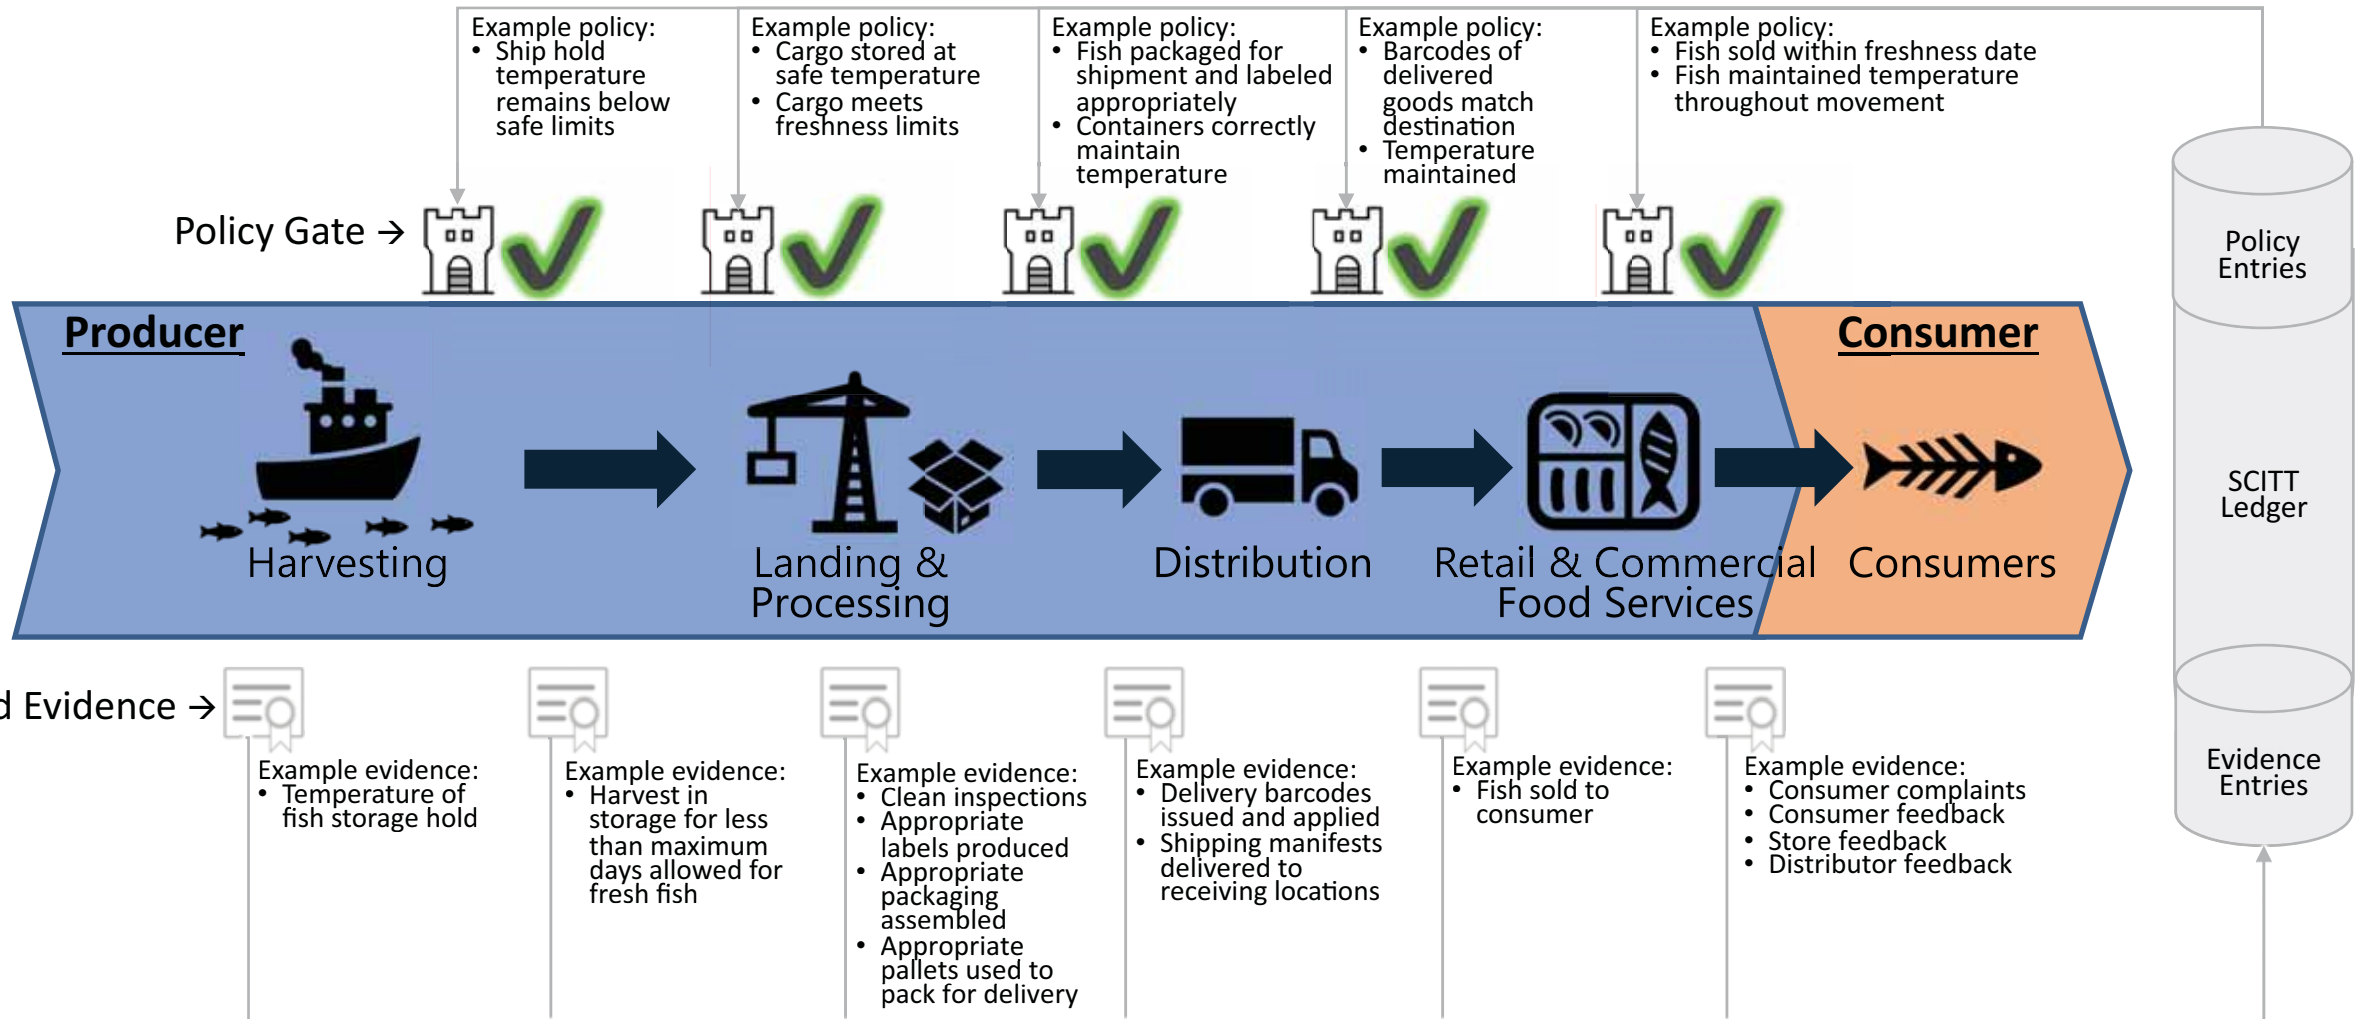 Example policy:
• Ship hold
temperature
remains below
safe limits
Example policy:
• Cargo stored at
safe temperature
• Cargo meets
freshness limits
Example policy:
• Fish packaged for
shipment and labeled
appropriately
• Containers correctly
maintain
temperature
Example policy:
• Barcodes of
delivered
goods match
destination
• Temperature
maintained
Example policy:
• Fish sold within freshness date
• Fish maintained temperature
throughout movement
Policy Gate →
Policy
Entries
Producer
Consumer
SCITT
Ledger
Harvesting
Landing &
Processing
Distribution
Retail & Commercial
Food Services
Consumers
d Evidence →
Example evidence:
• Temperature of
fish storage hold
Example evidence:
• Harvest in
storage for less
than maximum
days allowed for
fresh fish
Example evidence:
• Clean inspections
• Appropriate
labels produced
• Appropriate
packaging
assembled
• Appropriate
pallets used to
pack for delivery
Example evidence:
• Delivery barcodes
issued and applied
• Shipping manifests
delivered to
receiving locations
Example evidence:
• Fish sold to
consumer
Example evidence:
• Consumer complaints
• Consumer feedback
• Store feedback
• Distributor feedback
Evidence
Entries